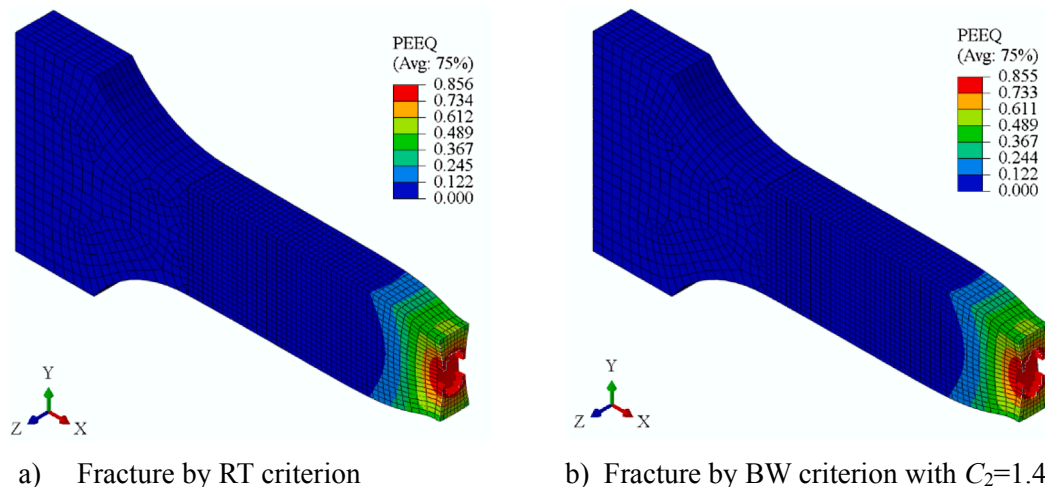 PEEQ
(Avg: 75%)
0.856
0.734
0.612
0.489
0.367
0.245
0.122
0.000
Y
Z
X
a) Fracture by RT criterion
PEEQ
(Avg: 75%)
0.855
0.733
0.611
0.489
0.367
0.244
0.122
0.000
Y
Z
X
b) Fracture by BW criterion with C2=1.4